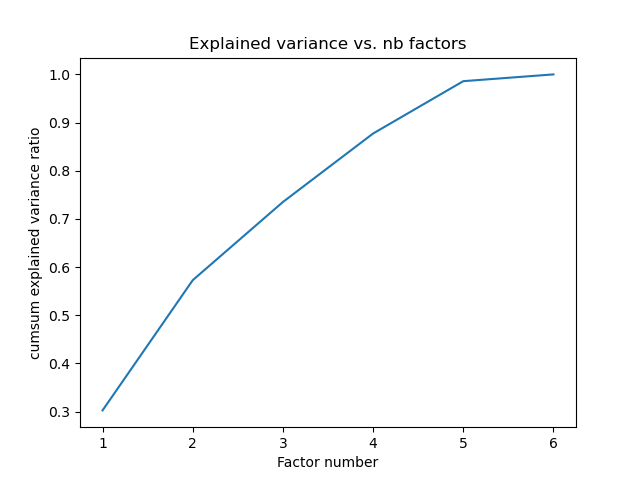 Explained variance vs. nb factors
cumsum explained variance ratio
1.0
0.9
0.8
0.7
0.6
0.5
0.4
0.3
1 2 3 4 5 6
Factor number